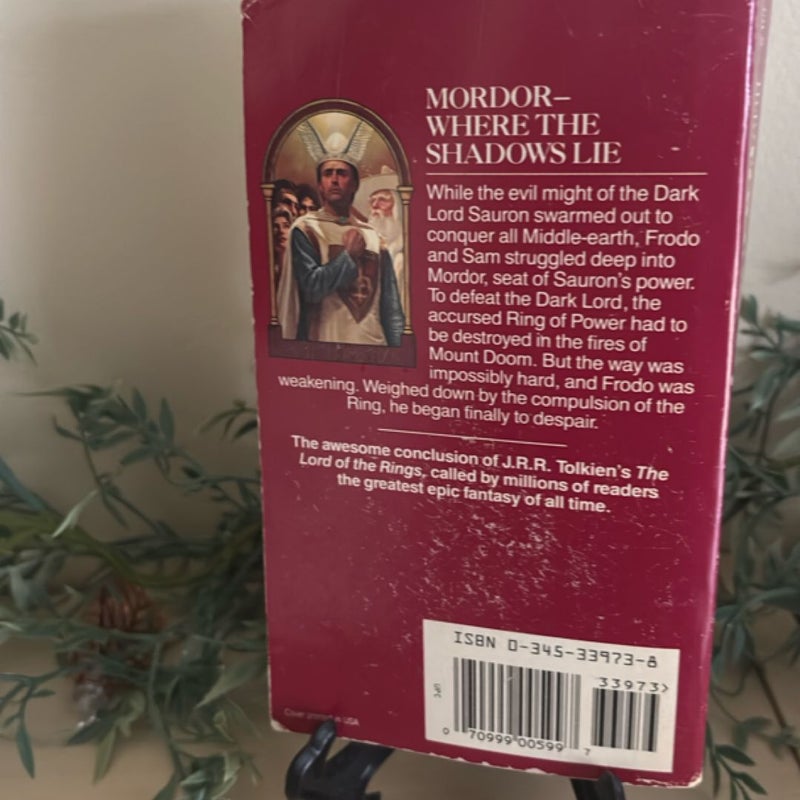 MORDOR—
WHERE THE
SHADOWS LIE
While the evil might of the Dark
Lord Sauron swarmed out to
conquer all Middle-earth, Frodo
and Sam struggled deep into
Mordor, seat of Sauron's power.
To defeat the Dark Lord, the
accursed Ring of Power had to
be destroyed in the fires of
Mount Doom. But the way was
impossibly hard, and Frodo was
weakening. Weighed down by the compulsion of the
Ring, he began finally to despair.
The awesome conclusion of J.R.R. Tolkien's The
Lord of the Rings, called by millions of readers
the greatest epic fantasy of all time.
ISBN 0-345-33973-8
33973>
UPC
0 70999 00599 7
Cover printed in USA